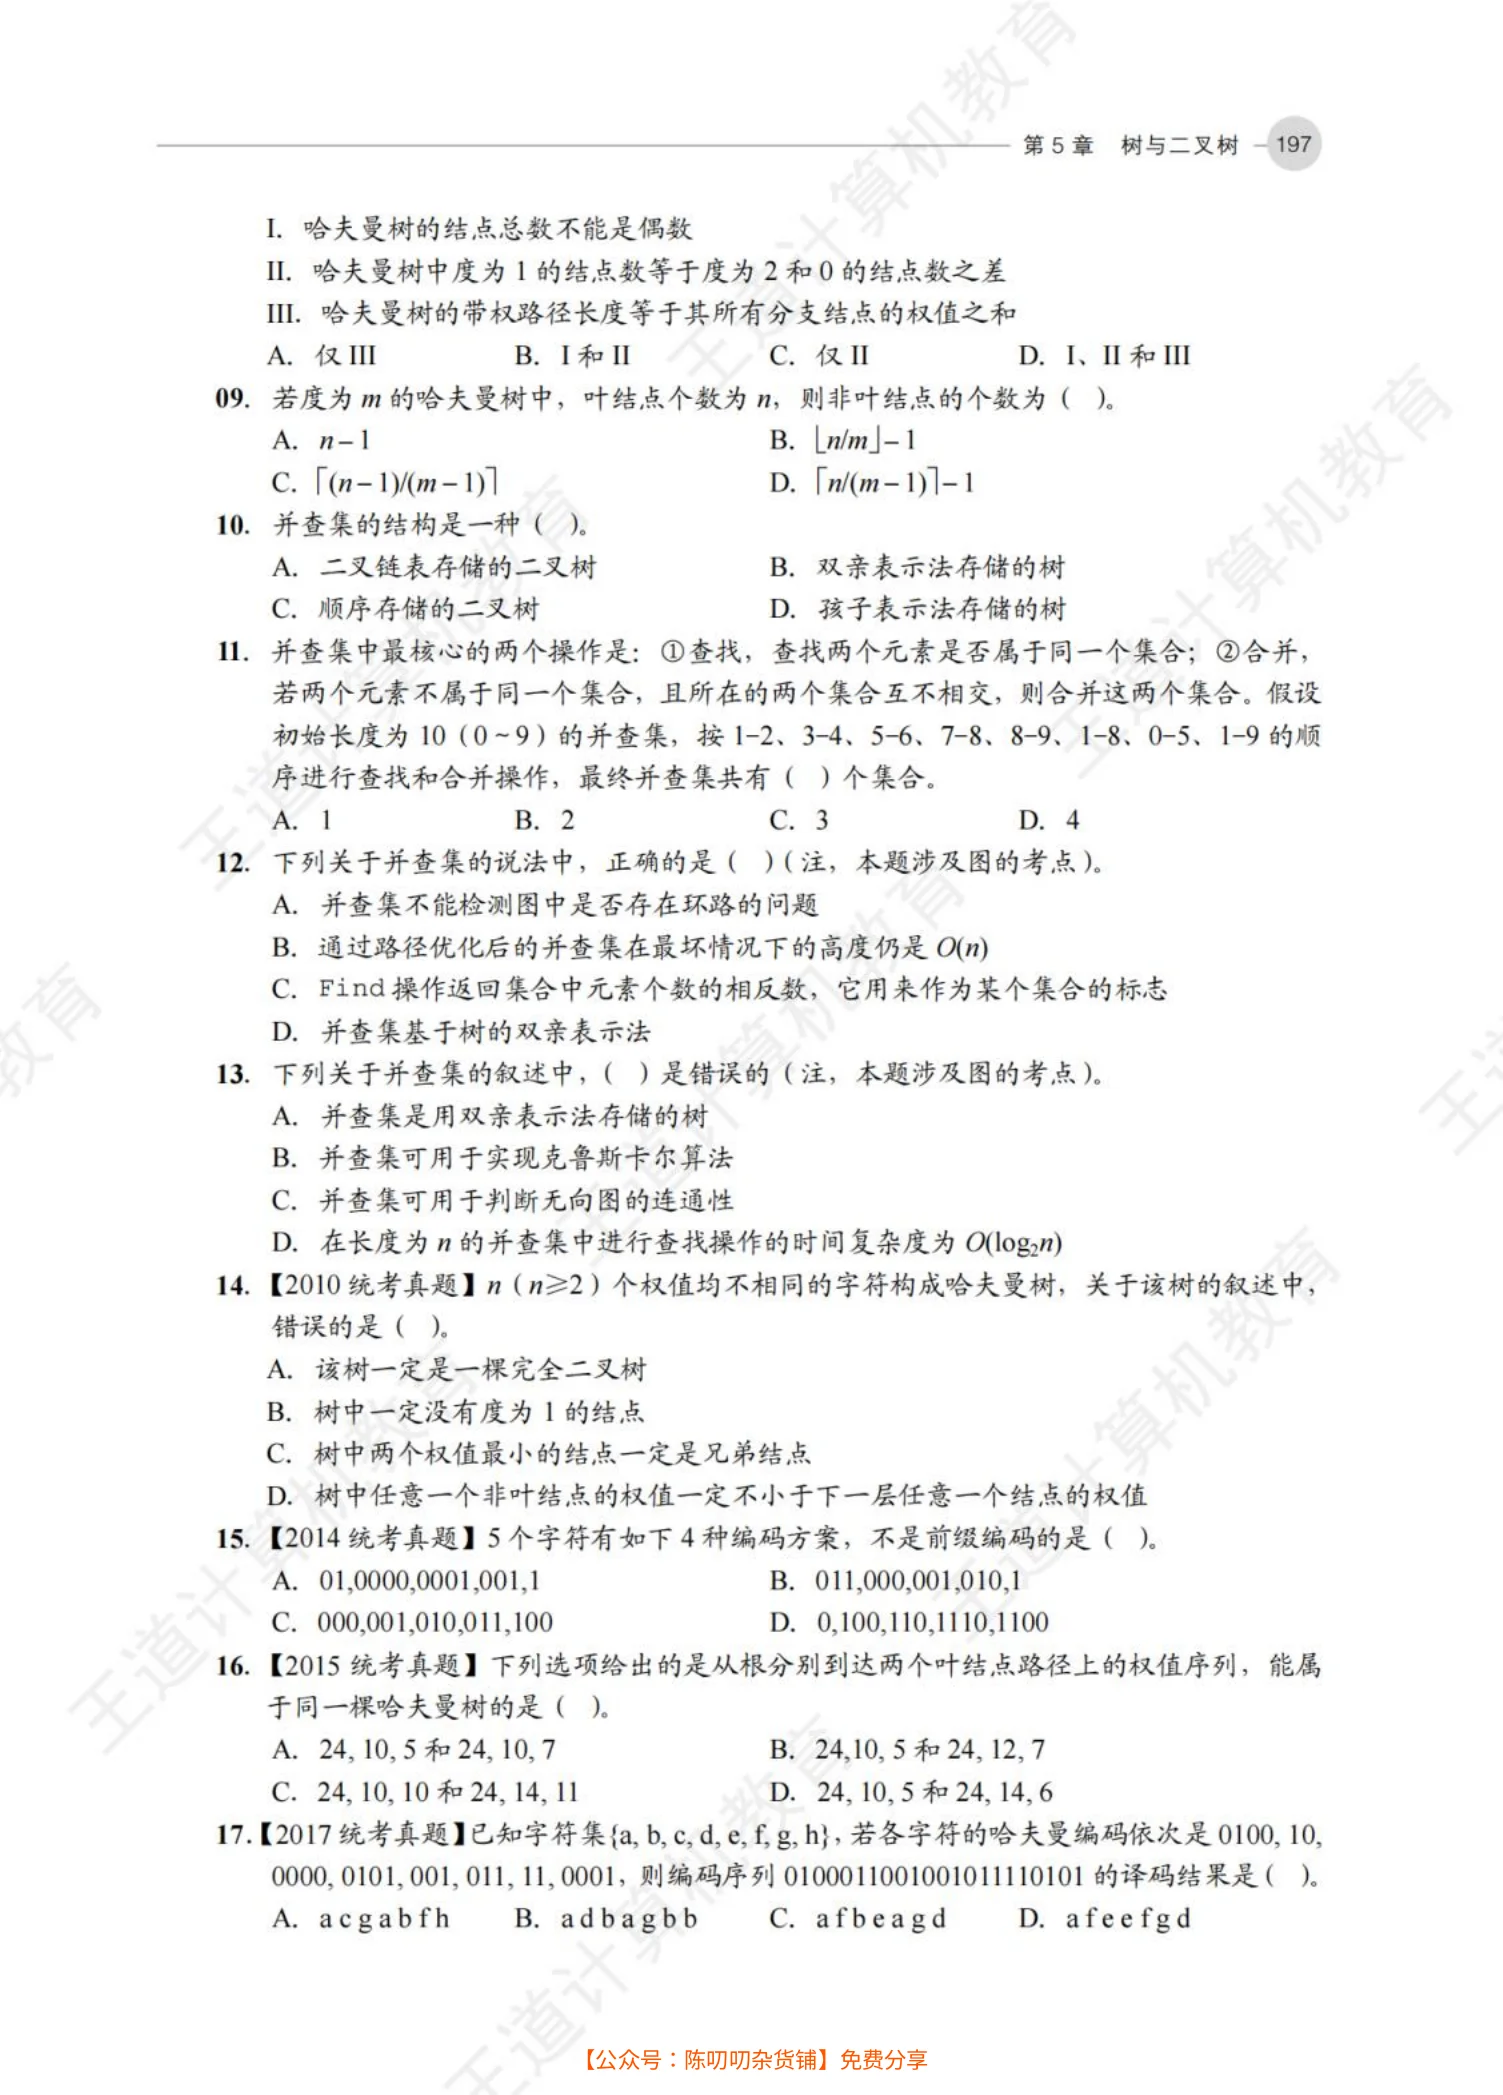 第 5 章 树与二叉树 197
I. 哈夫曼树的结点总数不能是偶数
II. 哈夫曼树中度为 1 的结点数等于度为 2 和 0 的结点数之差
III. 哈夫曼树的带权路径长度等于其所有分支结点的权值之和
A. 仅 III B. I 和 II C. 仅 II D. I、II 和 III
09. 若度为 m 的哈夫曼树中，叶结点个数为 n，则非叶结点的个数为（ ）。
A. n−1 B. ⌊n/m⌋−1
C. ⌈(n−1)/(m−1)⌉ D. ⌈n/(m−1)⌉−1
10. 并查集的结构是一种（ ）。
A. 二叉链表存储的二叉树 B. 双亲表示法存储的树
C. 顺序存储的二叉树 D. 孩子表示法存储的树
11. 并查集中最核心的两个操作是：①查找，查找两个元素是否属于同一个集合；②合并，
若两个元素不属于同一个集合，且所在的两个集合互不相交，则合并这两个集合。假设
初始长度为 10（0~9）的并查集，按 1−2、3−4、5−6、7−8、8−9、1−8、0−5、1−9 的顺
序进行查找和合并操作，最终并查集共有（ ）个集合。
A. 1 B. 2 C. 3 D. 4
12. 下列关于并查集的说法中，正确的是（ ）（注，本题涉及图的考点）。
A. 并查集不能检测图中是否存在环路的问题
B. 通过路径优化后的并查集在最坏情况下的高度仍是 O(n)
C. Find 操作返回集合中元素个数的相反数，它用来作为某个集合的标志
D. 并查集基于树的双亲表示法
13. 下列关于并查集的叙述中，（ ）是错误的（注，本题涉及图的考点）。
A. 并查集是用双亲表示法存储的树
B. 并查集可用于实现克鲁斯卡尔算法
C. 并查集可用于判断无向图的连通性
D. 在长度为 n 的并查集中进行查找操作的时间复杂度为 O(log₂n)
14. 【2010 统考真题】n（n≥2）个权值均不相同的字符构成哈夫曼树，关于该树的叙述中，
错误的是（ ）。
A. 该树一定是一棵完全二叉树
B. 树中一定没有度为 1 的结点
C. 树中两个权值最小的结点一定是兄弟结点
D. 树中任意一个非叶结点的权值一定不小于下一层任意一个结点的权值
15. 【2014 统考真题】5 个字符有如下 4 种编码方案，不是前缀编码的是（ ）。
A. 01,0000,0001,001,1 B. 011,000,001,010,1
C. 000,001,010,011,100 D. 0,100,110,1110,1100
16. 【2015 统考真题】下列选项给出的是从根分别到达两个叶结点路径上的权值序列，能属
于同一棵哈夫曼树的是（ ）。
A. 24, 10, 5 和 24, 10, 7 B. 24,10, 5 和 24, 12, 7
C. 24, 10, 10 和 24, 14, 11 D. 24, 10, 5 和 24, 14, 6
17. 【2017 统考真题】已知字符集{a, b, c, d, e, f, g, h}，若各字符的哈夫曼编码依次是 0100, 10,
0000, 0101, 001, 011, 11, 0001，则编码序列 0100011001001011110101 的译码结果是（ ）。
A. a c g a b f h B. a d b a g b b C. a f b e a g d D. a f e e f g d
【公众号：陈叨叨杂货铺】免费分享
王道计算机教育